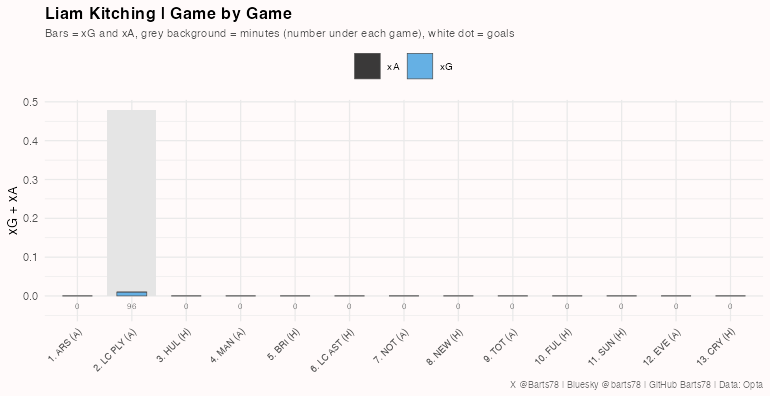 Liam Kitching | Game by Game
Bars = xG and xA, grey background = minutes (number under each game), white dot = goals
xA xG
0.5
0.4
0.3
0.2
0.1
0.0
xG + xA
0 96 0 0 0 0 0 0 0 0 0 0 0
1. ARS (A)
2. LC PLY (A)
3. HUL (H)
4. MAN (A)
5. BRI (H)
6. LC AST (H)
7. NOT (A)
8. NEW (H)
9. TOT (A)
10. FUL (H)
11. SUN (H)
12. EVE (A)
13. CRY (H)
X @Barts78 | Bluesky @barts78 | GitHub Barts78 | Data: Opta